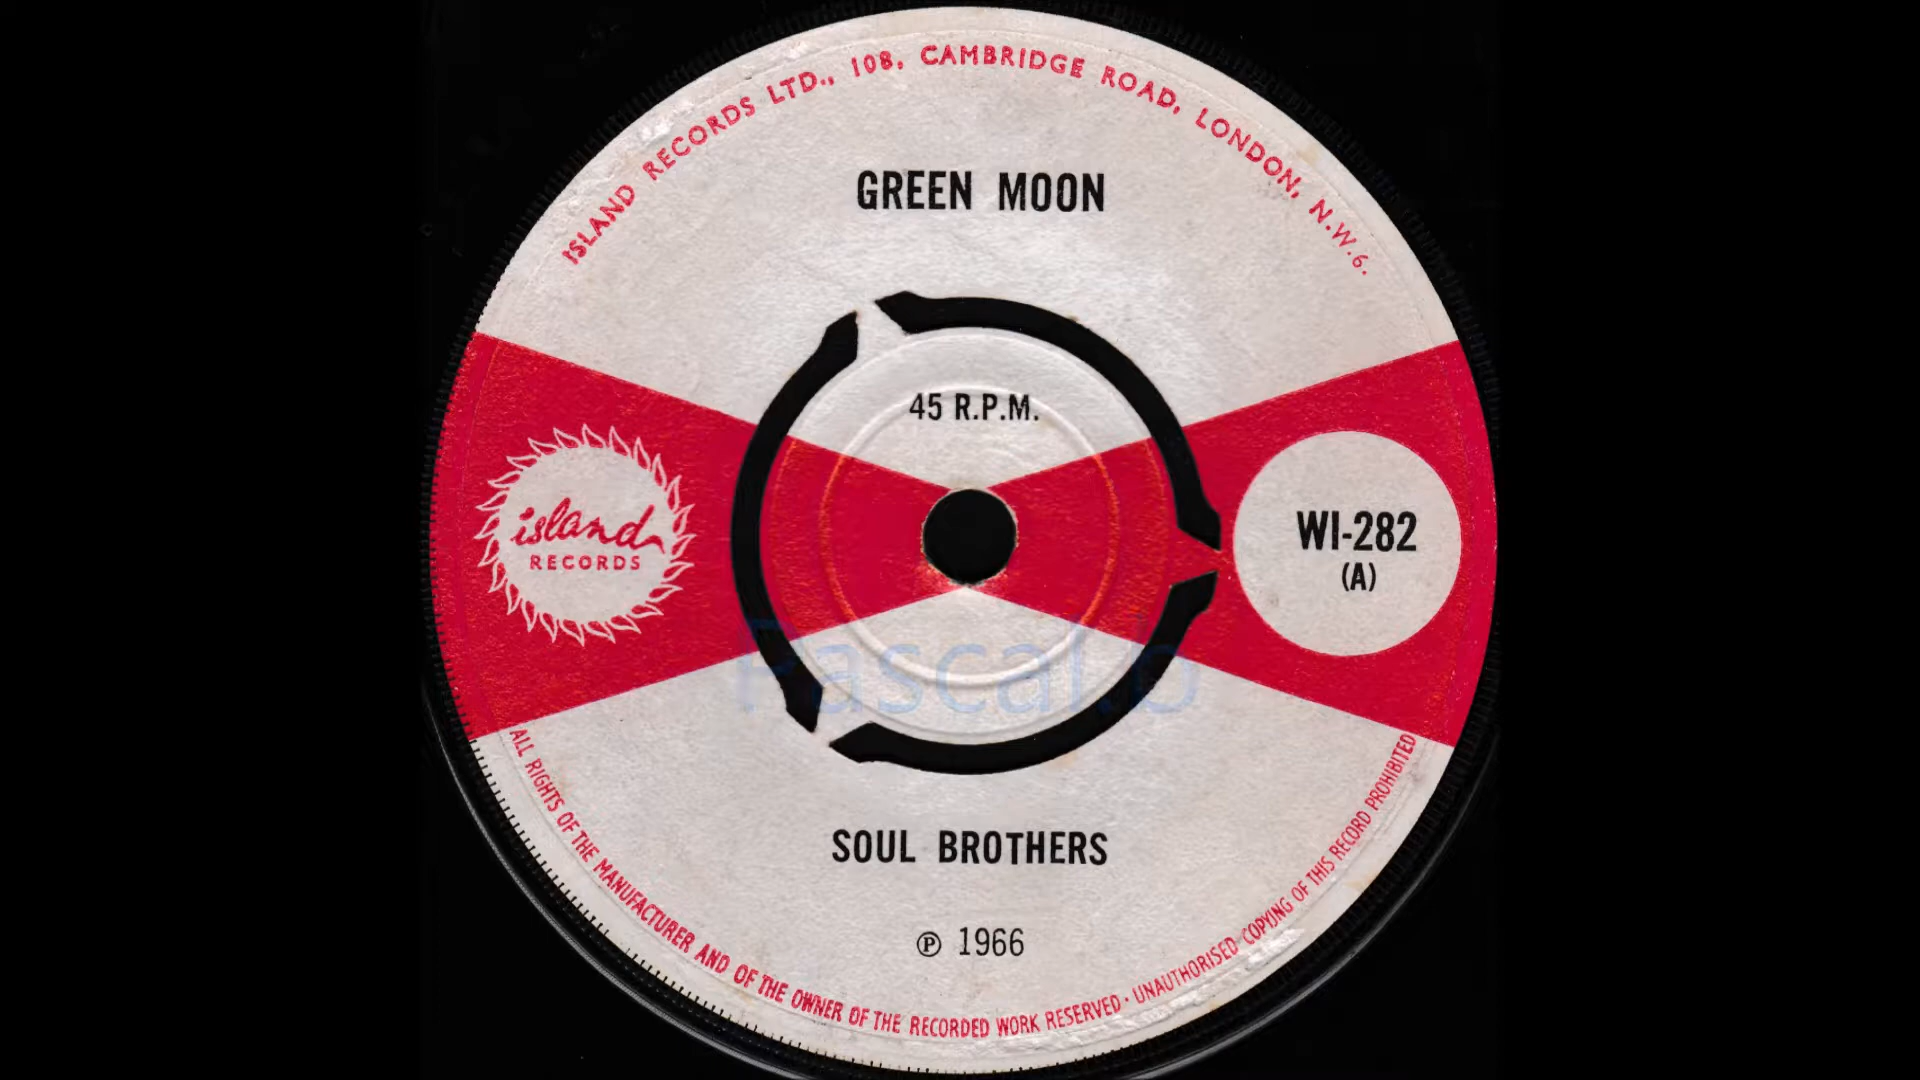 ISLAND RECORDS LTD., 108, CAMBRIDGE ROAD, LONDON, N.W.6.
GREEN MOON
45 R.P.M.
island
RECORDS
WI-282
(A)
Pascal.b
SOUL BROTHERS
℗ 1966
ALL RIGHTS OF THE MANUFACTURER AND OF THE OWNER OF THE RECORDED WORK RESERVED · UNAUTHORISED COPYING OF THIS RECORD PROHIBITED